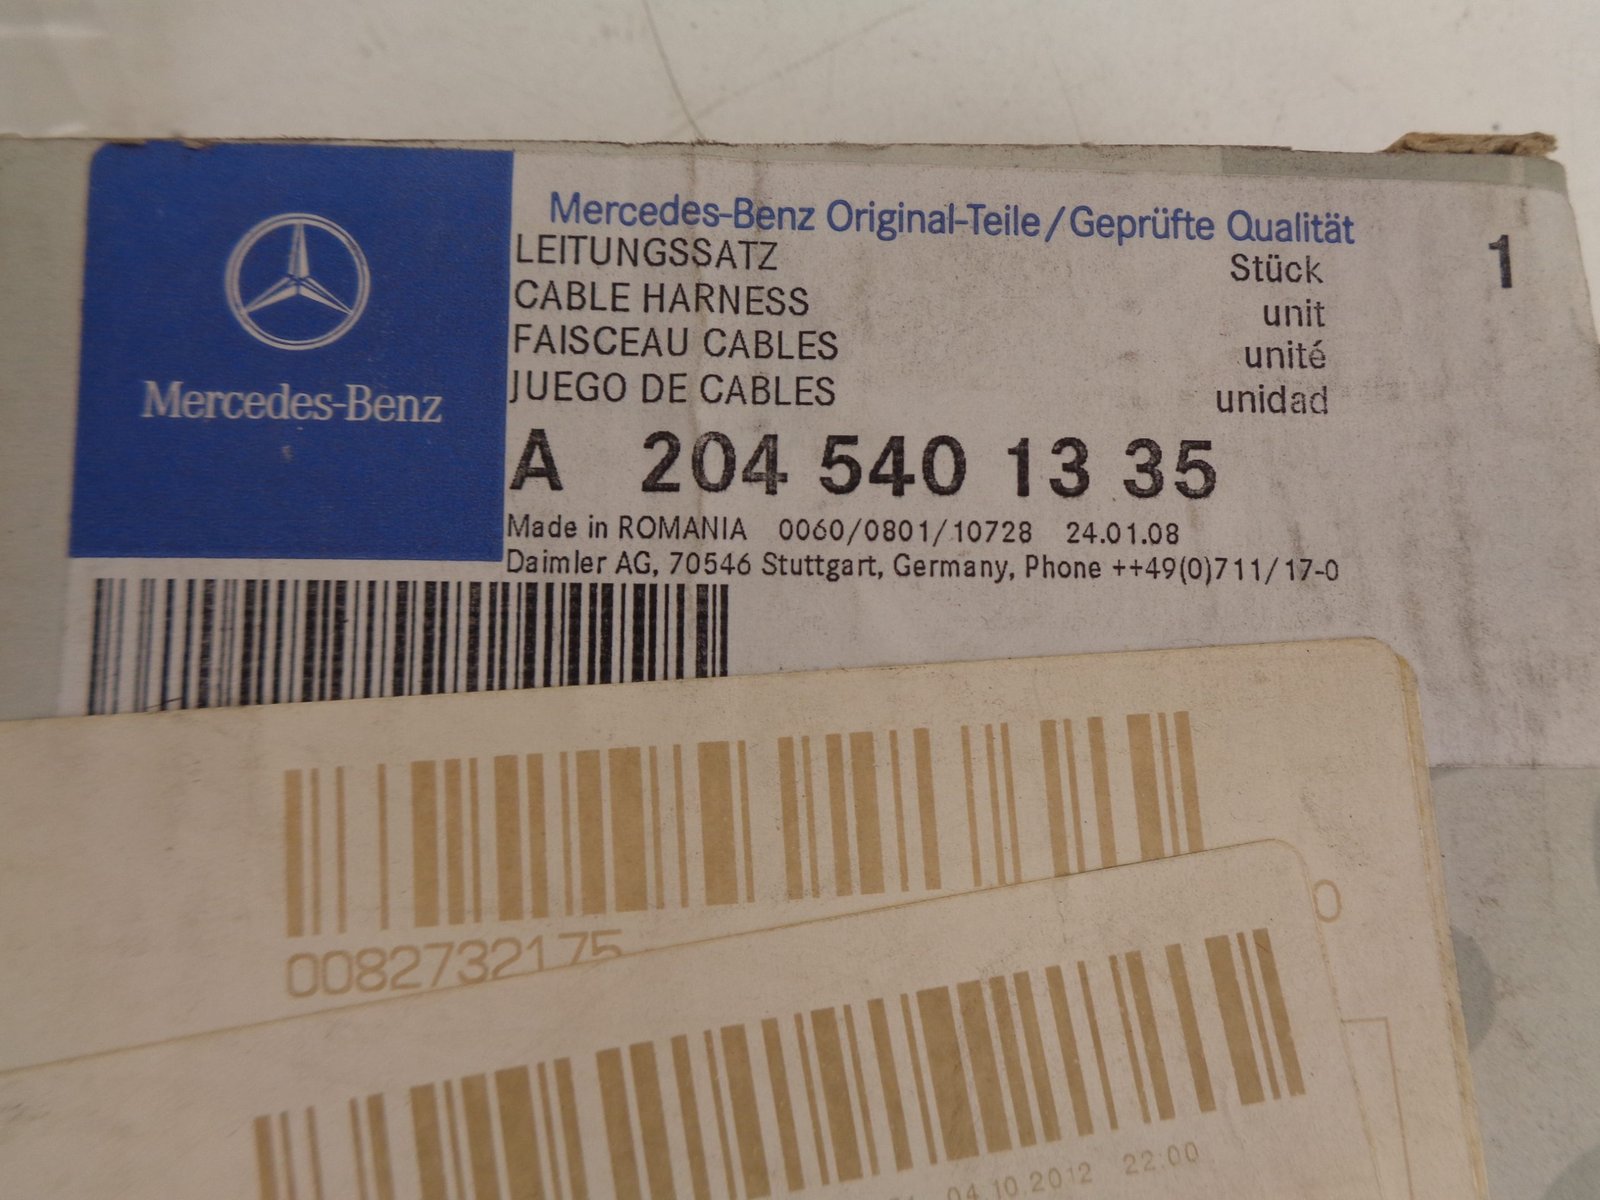 Mercedes-Benz
Mercedes-Benz Original-Teile/Geprüfte Qualität
LEITUNGSSATZ Stück 1
CABLE HARNESS unit
FAISCEAU CABLES unité
JUEGO DE CABLES unidad
A 204 540 13 35
Made in ROMANIA 0060/0801/10728 24.01.08
Daimler AG, 70546 Stuttgart, Germany, Phone ++49(0)711/17-0
0082732175
0
04.10.2012 22:00